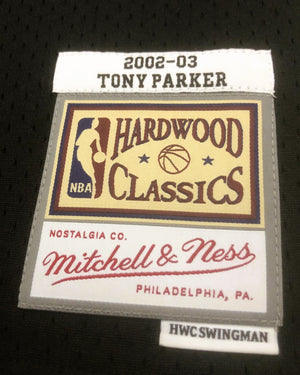 2002-03
TONY PARKER
HARDWOOD
NBA
CLASSICS
NOSTALGIA CO.
Mitchell & Ness
PHILADELPHIA, PA.
HWC SWINGMAN